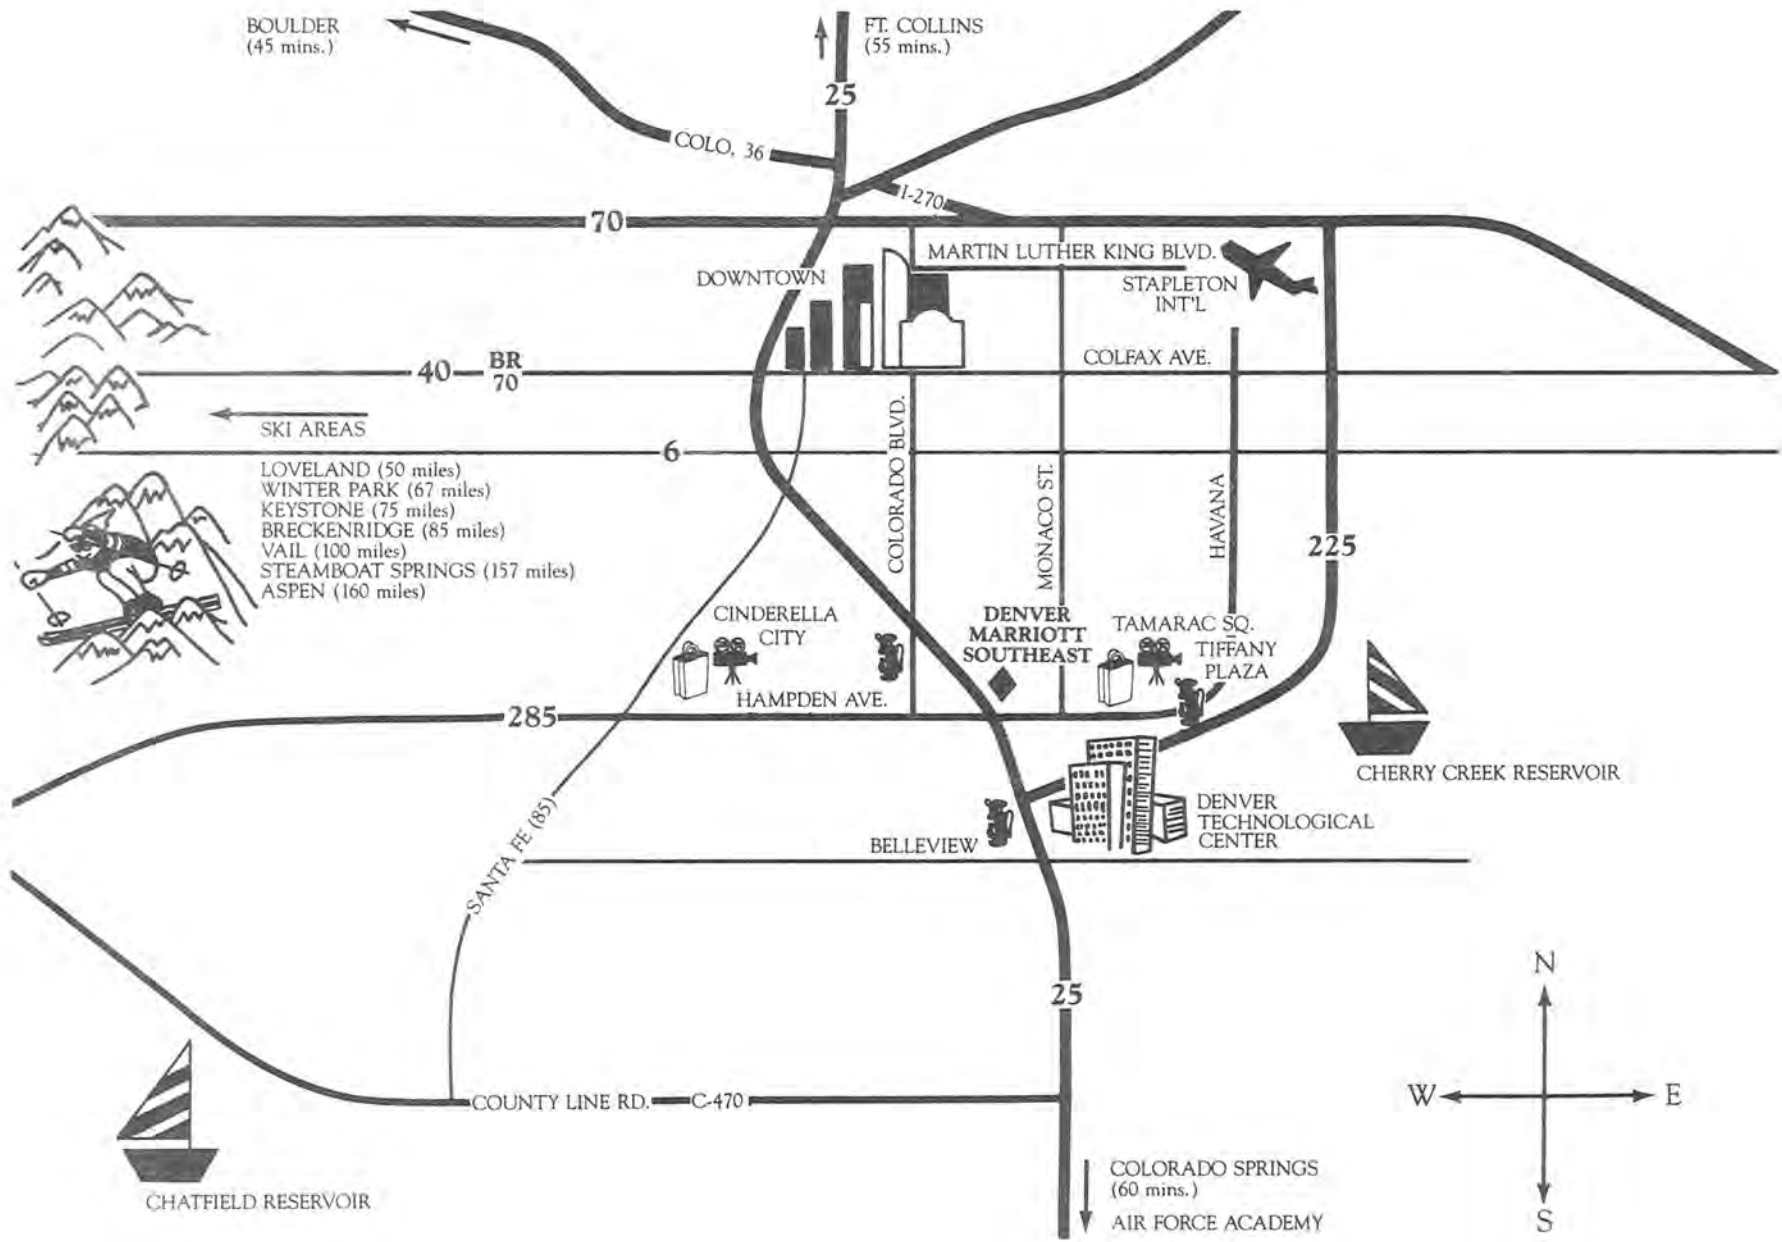 BOULDER
(45 mins.)
FT. COLLINS
(55 mins.)
25
COLO. 36
I-270
70
MARTIN LUTHER KING BLVD.
DOWNTOWN
STAPLETON
INT'L
COLFAX AVE.
40
BR
70
SKI AREAS
6
LOVELAND (50 miles)
WINTER PARK (67 miles)
KEYSTONE (75 miles)
BRECKENRIDGE (85 miles)
VAIL (100 miles)
STEAMBOAT SPRINGS (157 miles)
ASPEN (160 miles)
COLORADO BLVD.
MONACO ST.
HAVANA
225
CINDERELLA
CITY
DENVER
MARRIOTT
SOUTHEAST
TAMARAC SQ.
TIFFANY
PLAZA
HAMPDEN AVE.
285
CHERRY CREEK RESERVOIR
DENVER
TECHNOLOGICAL
CENTER
BELLEVIEW
SANTA FE (85)
25
N
W
E
S
COUNTY LINE RD.
C-470
CHATFIELD RESERVOIR
COLORADO SPRINGS
(60 mins.)
AIR FORCE ACADEMY